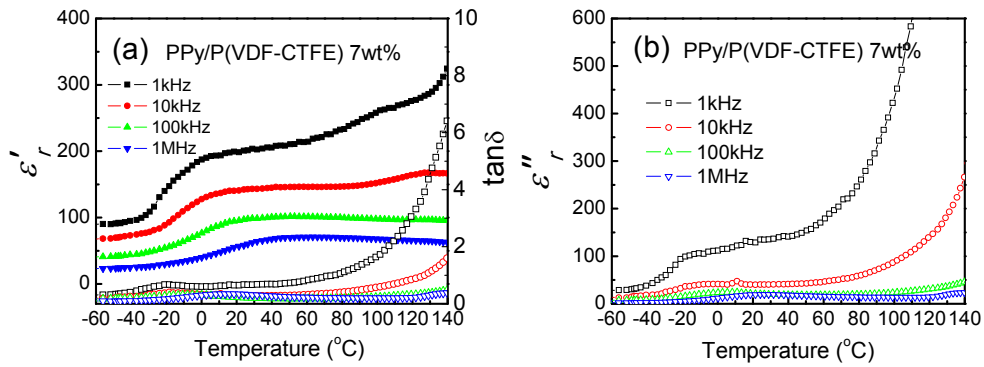 (a) PPy/P(VDF-CTFE) 7wt%
1kHz
10kHz
100kHz
1MHz
400
300
200
100
0
ε′r
10
8
6
4
2
0
tanδ
-60 -40 -20 0 20 40 60 80 100 120 140
Temperature (oC)
(b) PPy/P(VDF-CTFE) 7wt%
1kHz
10kHz
100kHz
1MHz
600
500
400
300
200
100
0
ε″r
-60 -40 -20 0 20 40 60 80 100 120 140
Temperature (oC)